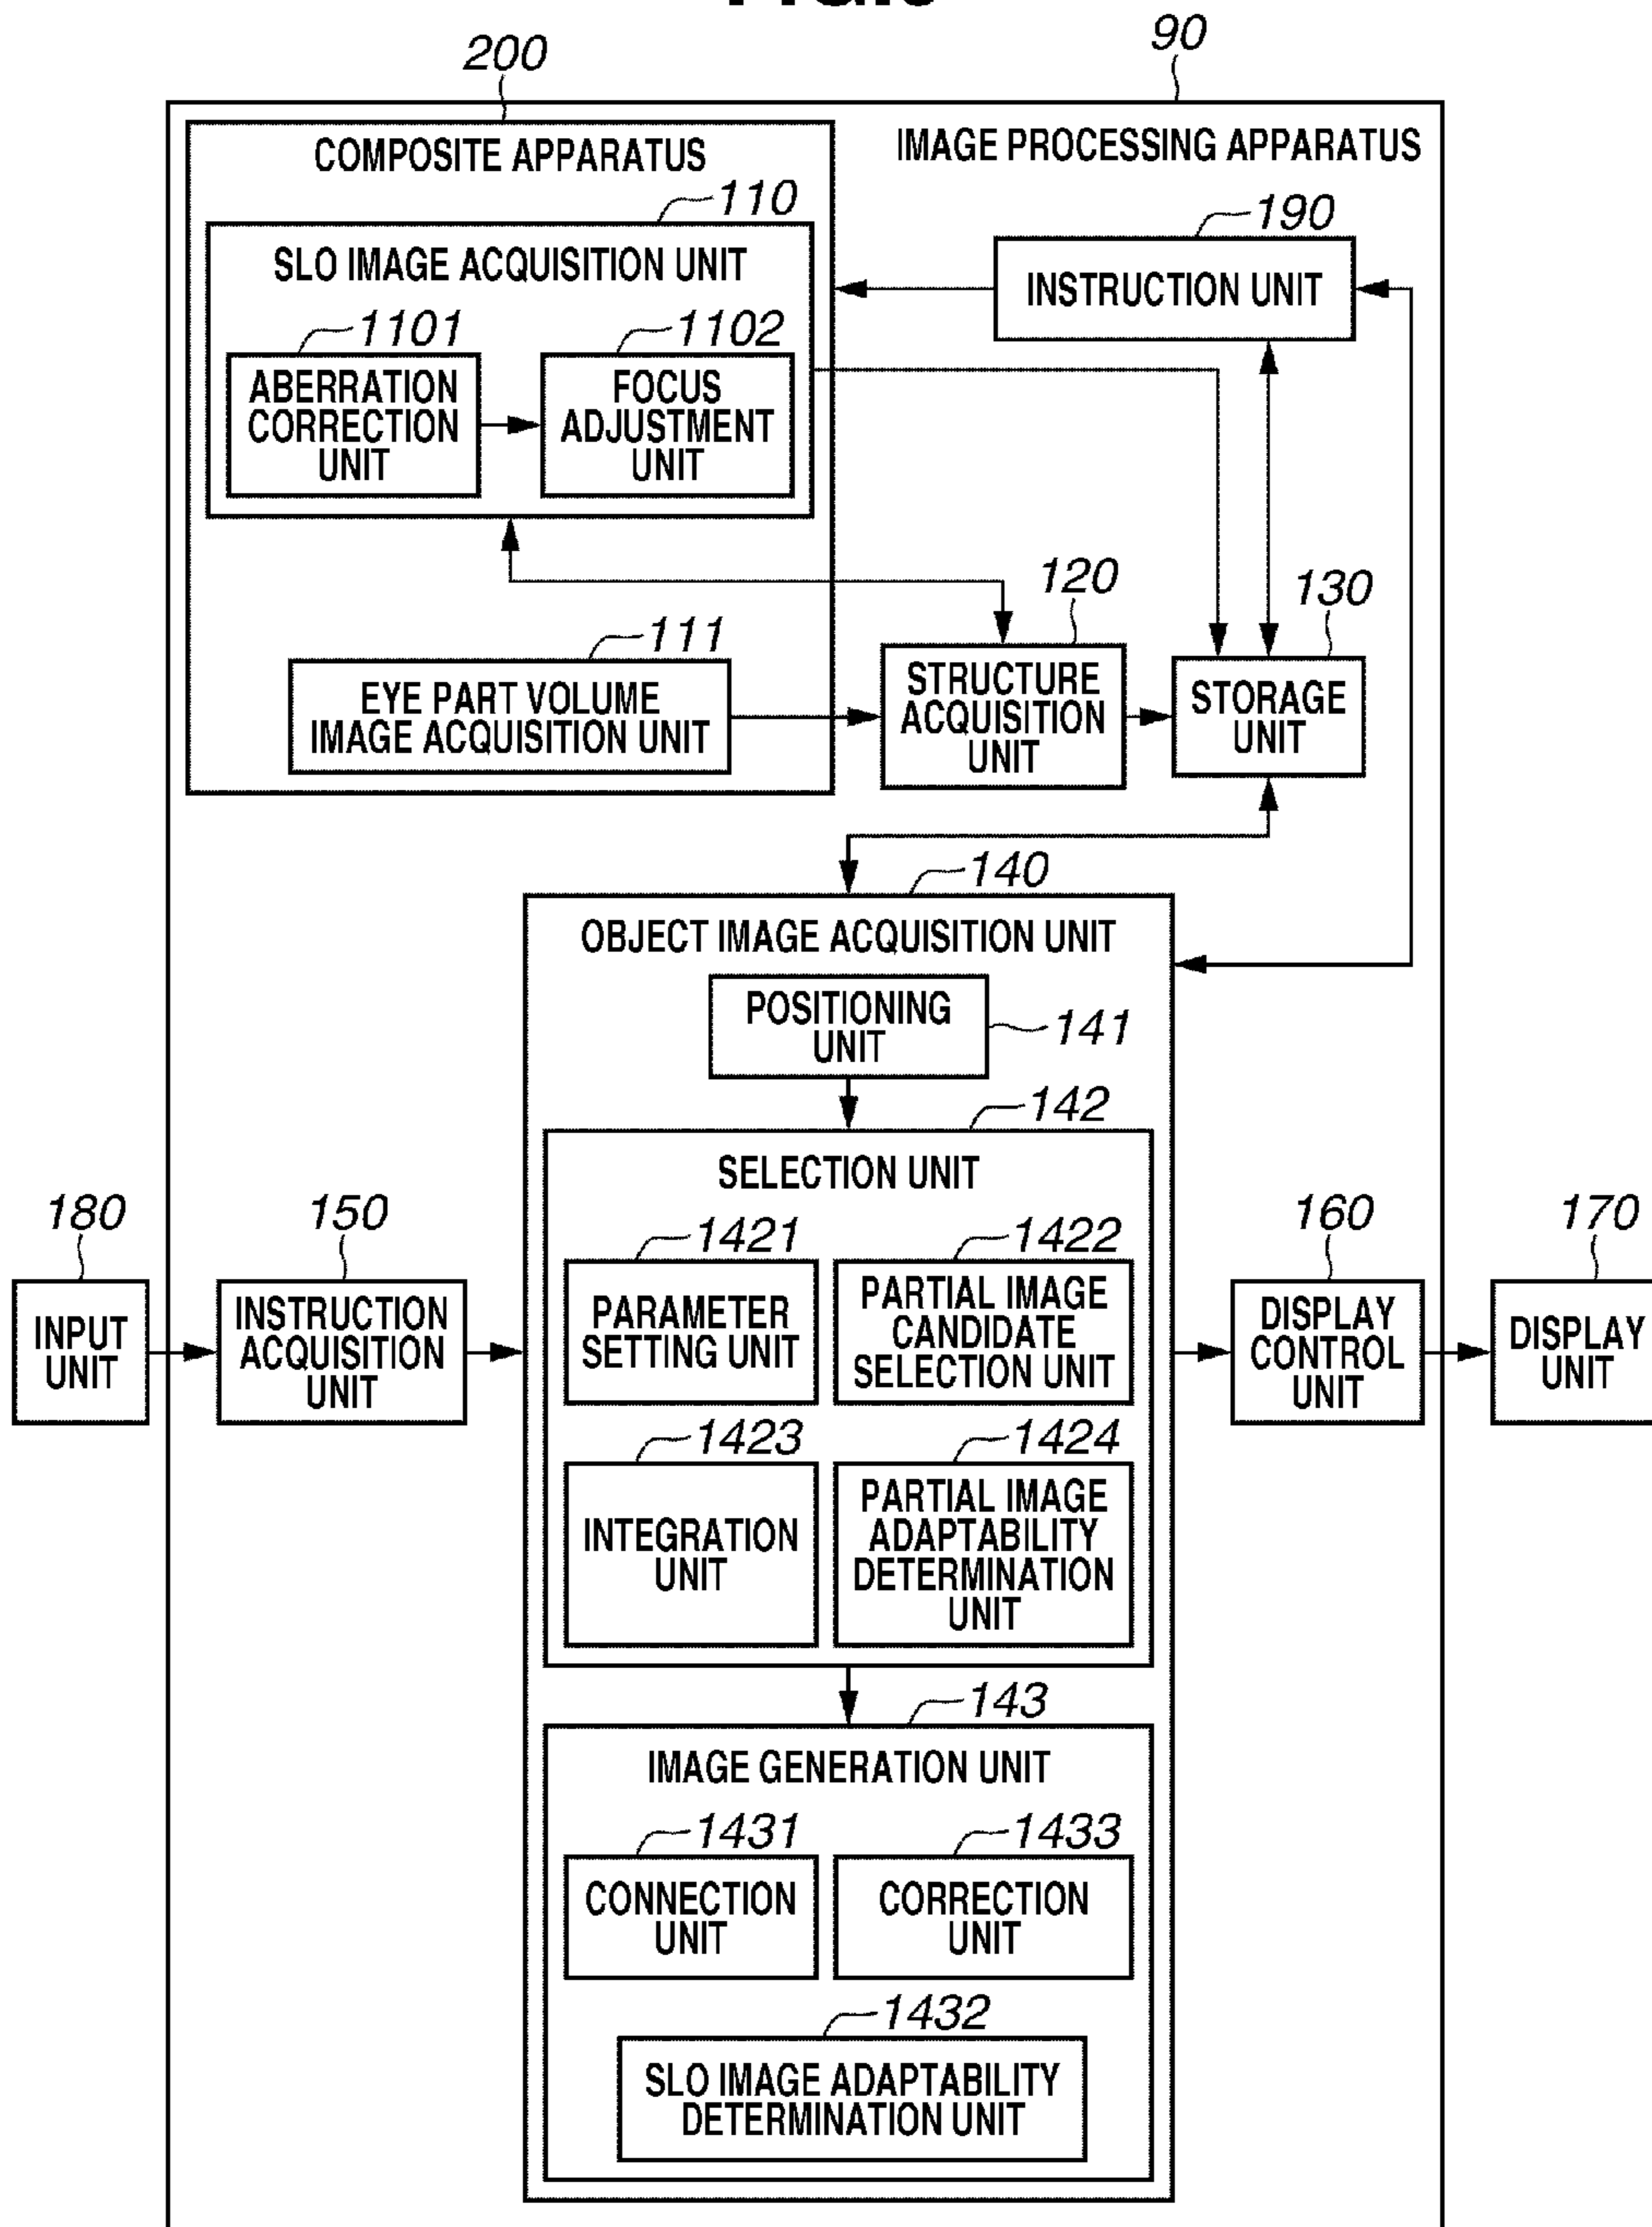 200
90
COMPOSITE APPARATUS
IMAGE PROCESSING APPARATUS
110
190
SLO IMAGE ACQUISITION UNIT
INSTRUCTION UNIT
1101
1102
ABERRATION
CORRECTION
UNIT
FOCUS
ADJUSTMENT
UNIT
120
130
111
EYE PART VOLUME
IMAGE ACQUISITION UNIT
STRUCTURE
ACQUISITION
UNIT
STORAGE
UNIT
140
OBJECT IMAGE ACQUISITION UNIT
POSITIONING
UNIT
141
142
SELECTION UNIT
180
150
1421
1422
160
170
INPUT
UNIT
INSTRUCTION
ACQUISITION
UNIT
PARAMETER
SETTING UNIT
PARTIAL IMAGE
CANDIDATE
SELECTION UNIT
DISPLAY
CONTROL
UNIT
DISPLAY
UNIT
1423
1424
INTEGRATION
UNIT
PARTIAL IMAGE
ADAPTABILITY
DETERMINATION
UNIT
143
IMAGE GENERATION UNIT
1431
1433
CONNECTION
UNIT
CORRECTION
UNIT
1432
SLO IMAGE ADAPTABILITY
DETERMINATION UNIT